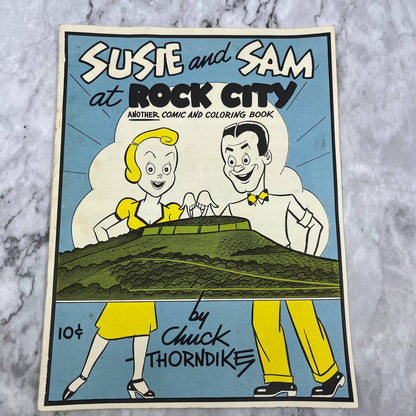 SUSIE and SAM
at ROCK CITY
ANOTHER COMIC AND COLORING BOOK
10¢
by
Chuck
THORNDIKE